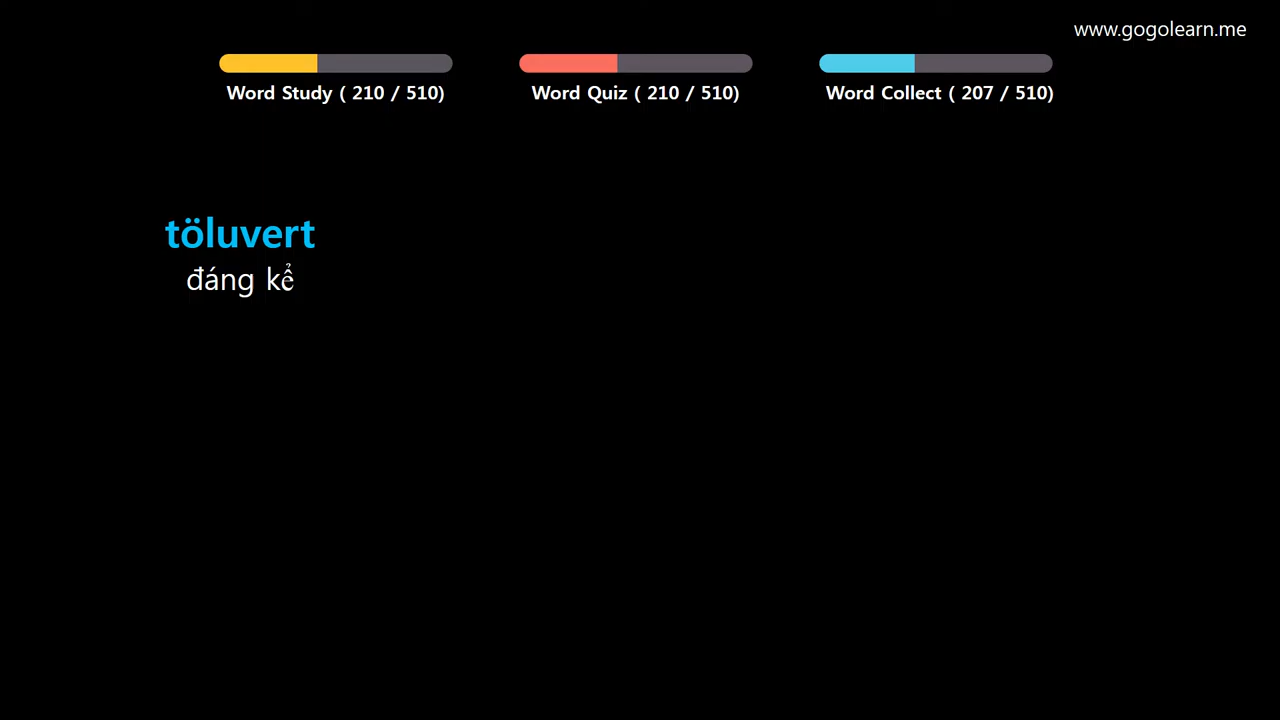 www.gogolearn.me
Word Study ( 210 / 510)
Word Quiz ( 210 / 510)
Word Collect ( 207 / 510)
töluvert
đáng kể